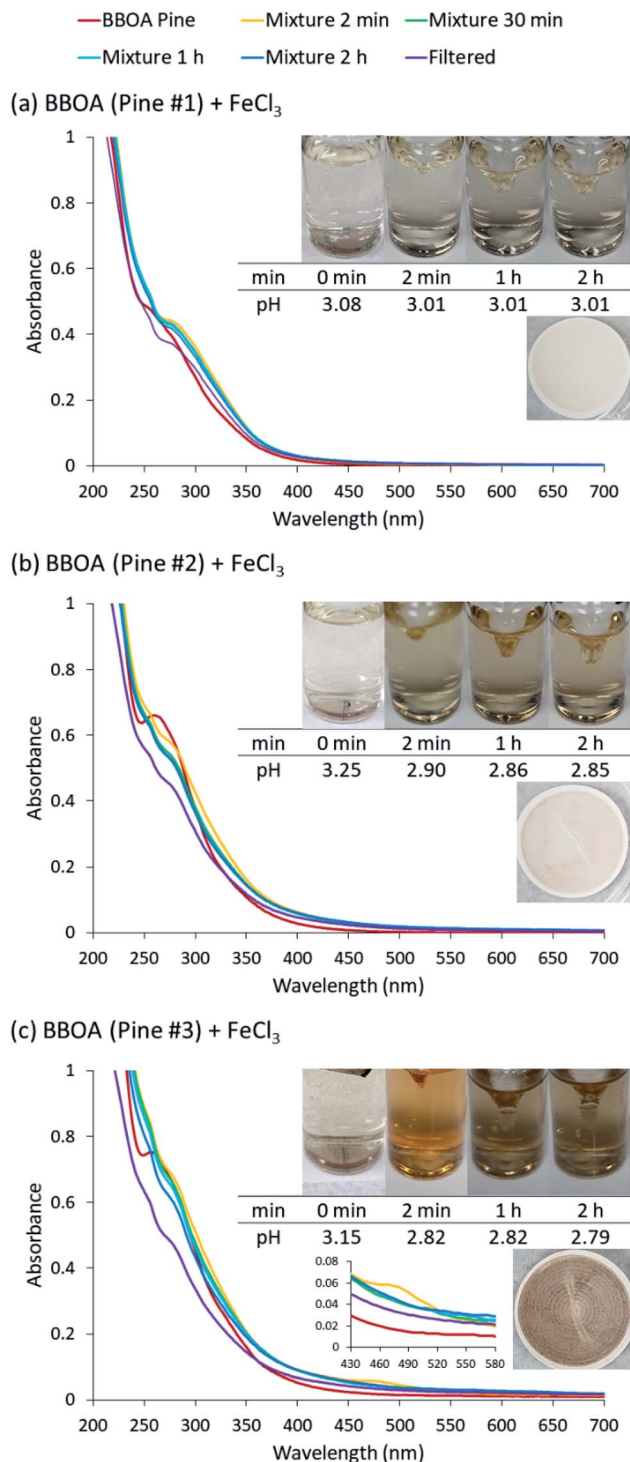 BBOA Pine Mixture 2 min Mixture 30 min
Mixture 1 h Mixture 2 h Filtered
(a) BBOA (Pine #1) + FeCl₃
1
0.8
0.6
0.4
0.2
0
Absorbance
min 0 min 2 min 1 h 2 h
pH 3.08 3.01 3.01 3.01
200 250 300 350 400 450 500 550 600 650 700
Wavelength (nm)
(b) BBOA (Pine #2) + FeCl₃
1
0.8
0.6
0.4
0.2
0
Absorbance
min 0 min 2 min 1 h 2 h
pH 3.25 2.90 2.86 2.85
200 250 300 350 400 450 500 550 600 650 700
Wavelength (nm)
(c) BBOA (Pine #3) + FeCl₃
1
0.8
0.6
0.4
0.2
0
Absorbance
min 0 min 2 min 1 h 2 h
pH 3.15 2.82 2.82 2.79
0.08
0.06
0.04
0.02
0
430 460 490 520 550 580
200 250 300 350 400 450 500 550 600 650 700
Wavelength (nm)